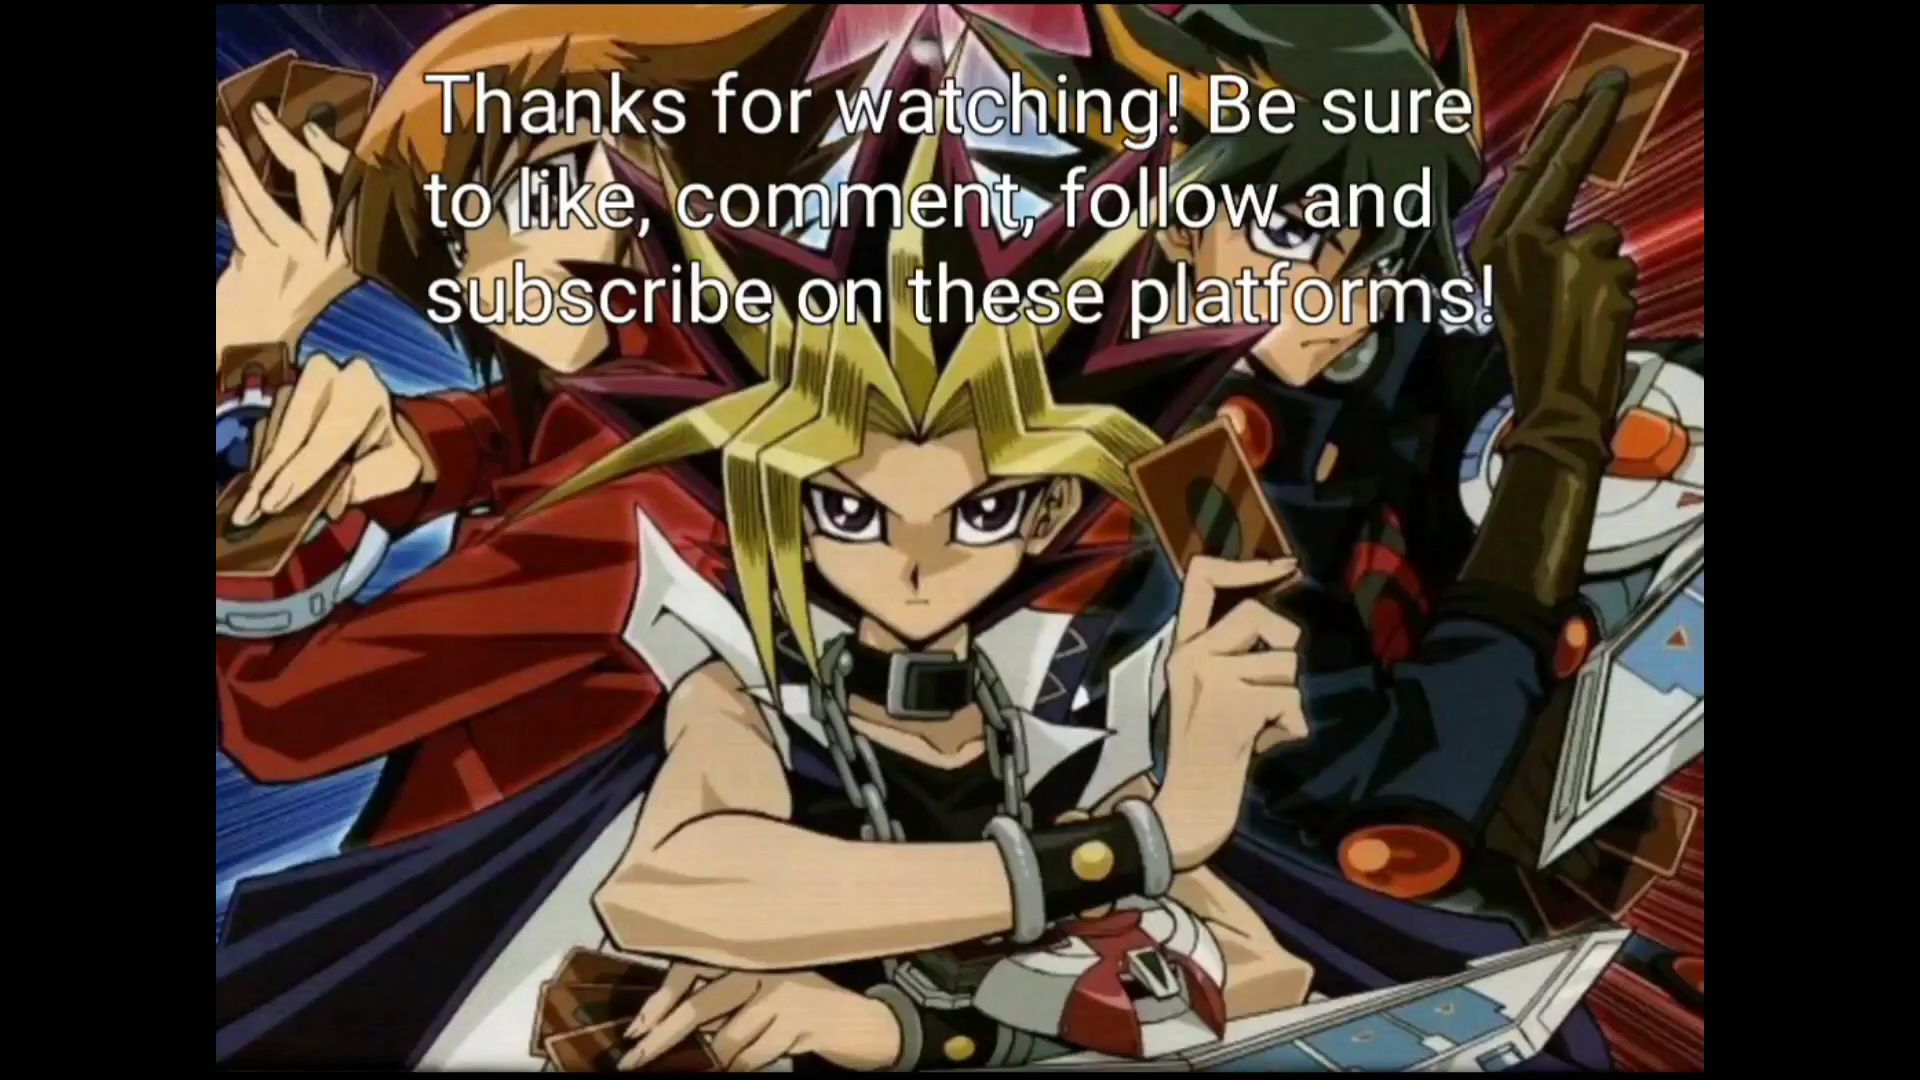 Thanks for watching! Be sure
to like, comment, follow and
subscribe on these platforms!